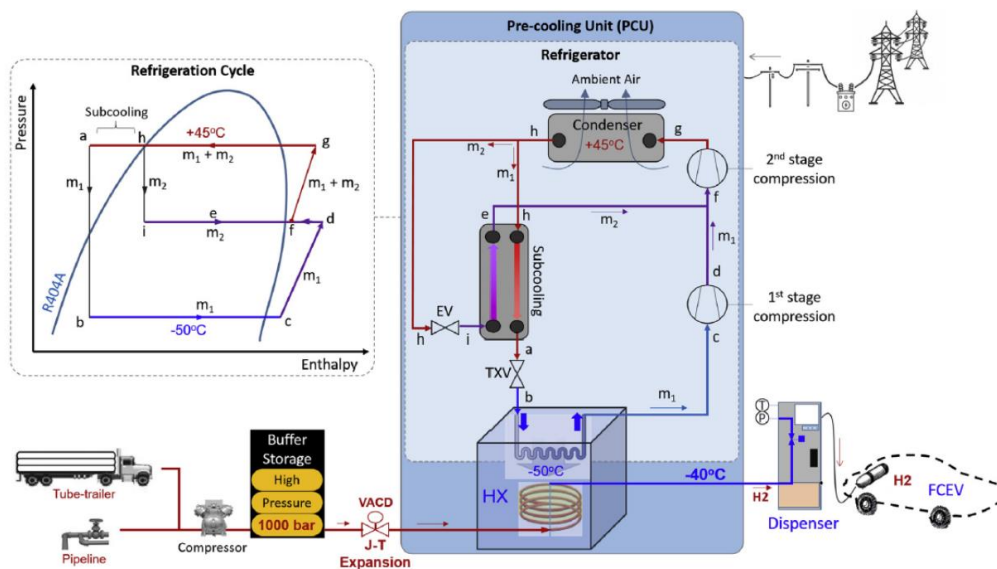 Pre-cooling Unit (PCU)
Refrigerator
Ambient Air
Condenser
+45°C
h
g
m₂
m₁
2nd stage
compression
f
e
m₂
h
Subcooling
m₁
d
1st stage
compression
EV
h
i
a
c
TXV
b
m₁
-50°C
HX
-40°C
Refrigeration Cycle
Pressure
Subcooling
a
h
+45°C
g
m₁ + m₂
m₁
m₂
m₁ + m₂
e
d
i
m₂
f
R404A
m₁
m₁
b
-50°C
c
Enthalpy
Tube-trailer
Pipeline
Compressor
Buffer
Storage
High
Pressure
1000 bar
VACD
J-T
Expansion
T
P
H2
Dispenser
H2
FCEV